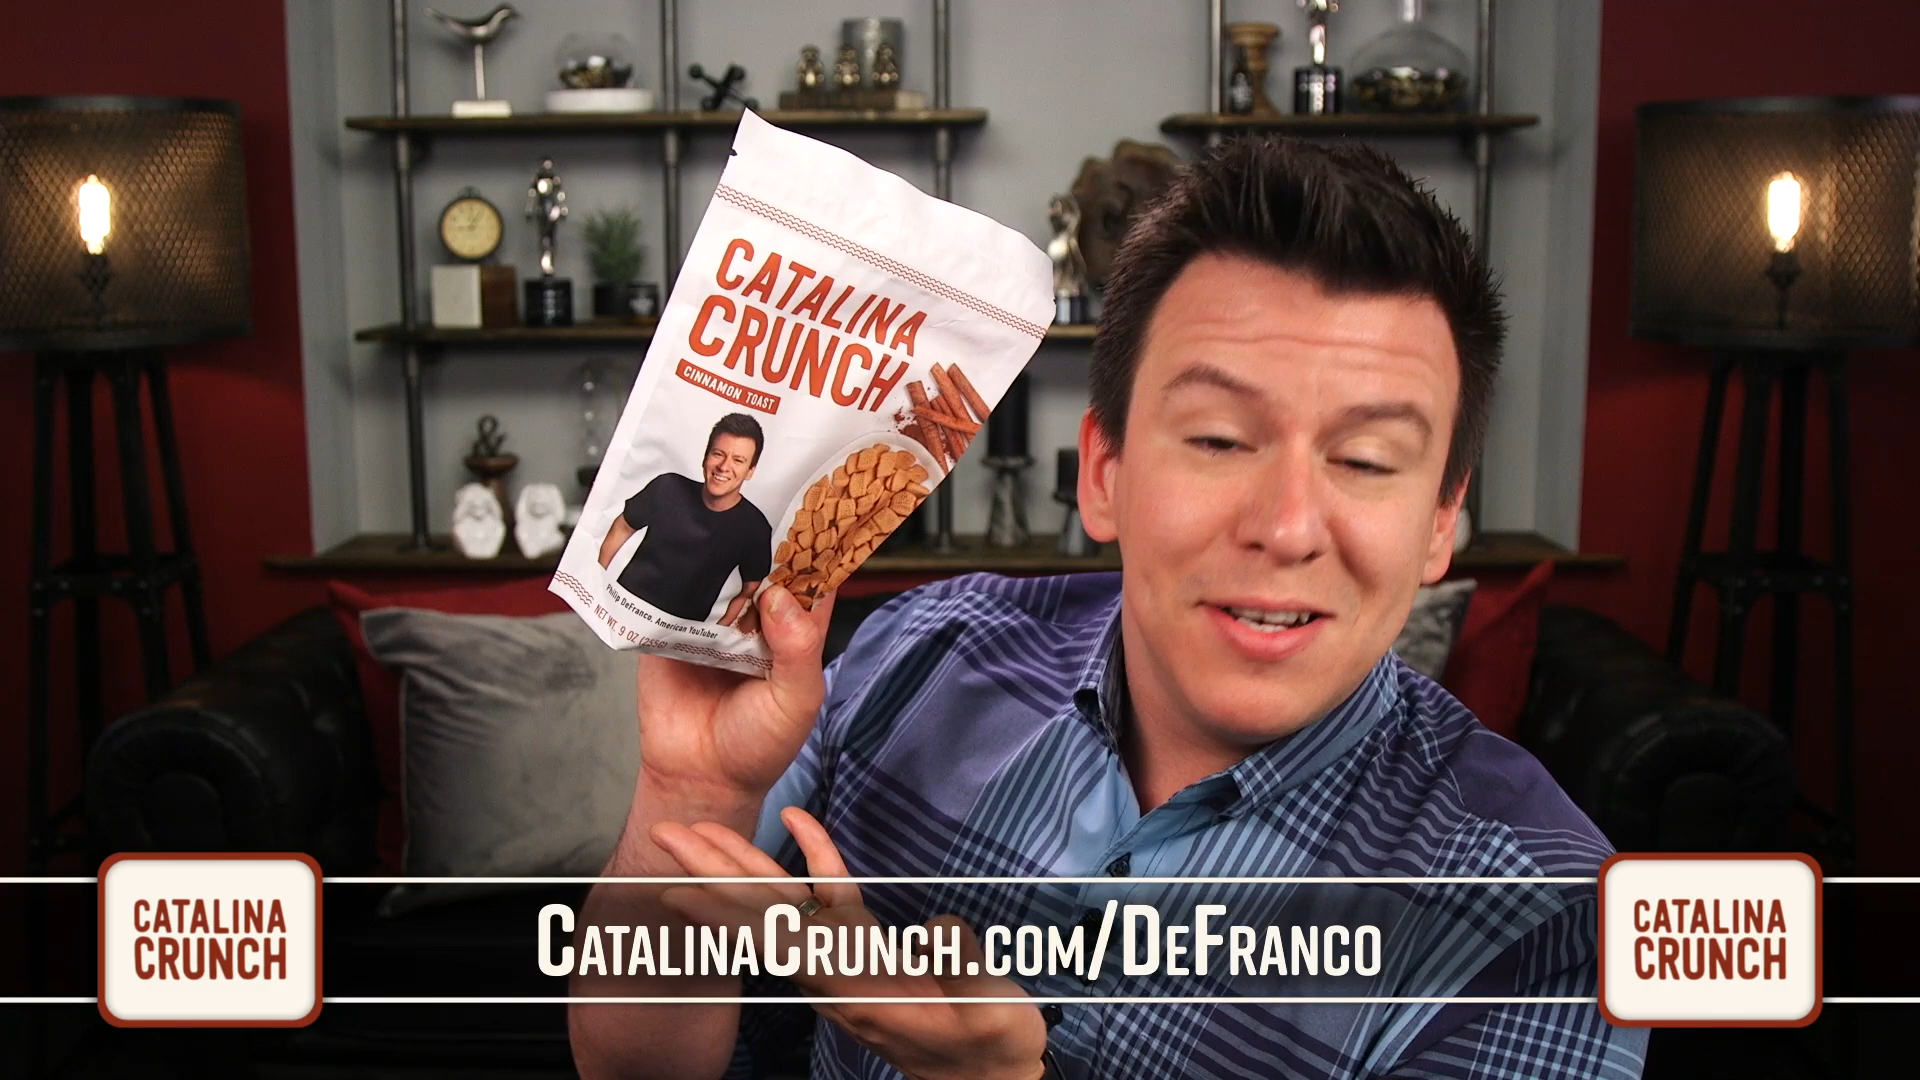 CATALINA
CRUNCH
CINNAMON TOAST
Philip DeFranco, American YouTuber
NET WT. 9 OZ (255G)
CATALINA
CRUNCH
CATALINACRUNCH.COM/DEFRANCO
CATALINA
CRUNCH